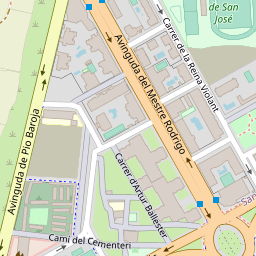 de San
José
Carrer de la Reina Violant
Avinguda del Mestre Rodrigo
Avinguda de Pío Baroja
Carrer d'Artur Ballester
Camí del Cementeri